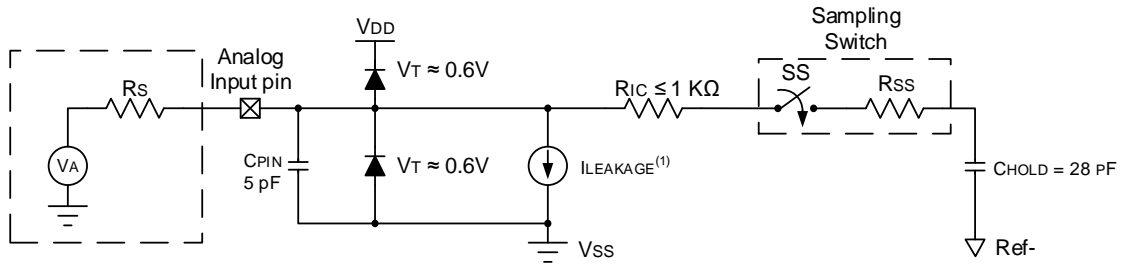 Sampling
Switch
VDD
Analog
Input pin
VT ≈ 0.6V
SS
RSS
RS
RIC ≤ 1 KΩ
VA
CPIN
5 pF
VT ≈ 0.6V
ILEAKAGE(1)
CHOLD = 28 PF
VSS
Ref-